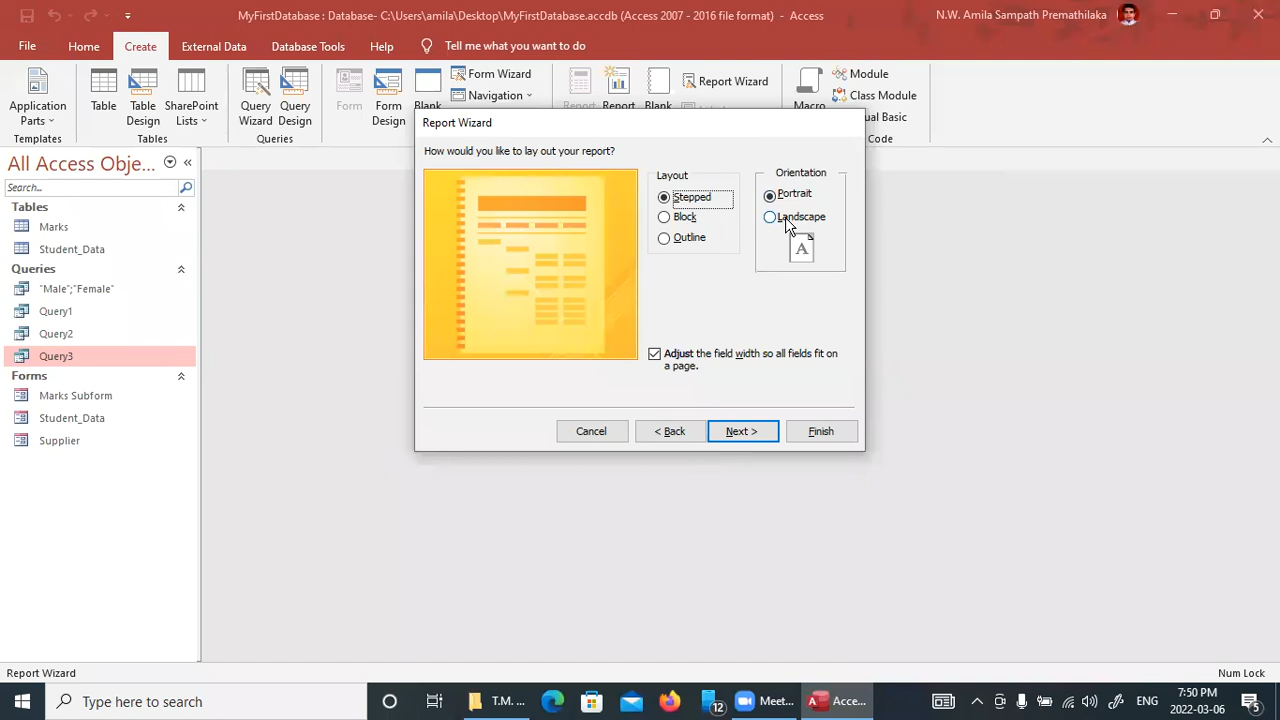 MyFirstDatabase : Database- C:\Users\amila\Desktop\MyFirstDatabase.accdb (Access 2007 - 2016 file format) - Access
N.W. Amila Sampath Premathilaka
File Home Create External Data Database Tools Help Tell me what you want to do
Application Parts
Table
Table Design
SharePoint Lists
Query Wizard
Query Design
Form
Form Design
Blank
Form Wizard
Navigation
Report
Report
Blank
Report Wizard
Macro
Module
Class Module
Templates Tables Queries Code
All Access Obje...
Search...
Tables
Marks
Student_Data
Queries
"Male";"Female"
Query1
Query2
Query3
Forms
Marks Subform
Student_Data
Supplier
Report Wizard
How would you like to lay out your report?
Layout
Stepped
Block
Outline
Orientation
Portrait
Landscape
A
Adjust the field width so all fields fit on
a page.
Cancel < Back Next > Finish
Report Wizard Num Lock
Type here to search
T.M. ...
12
Meet...
Acce...
ENG
7:50 PM
2022-03-06
5